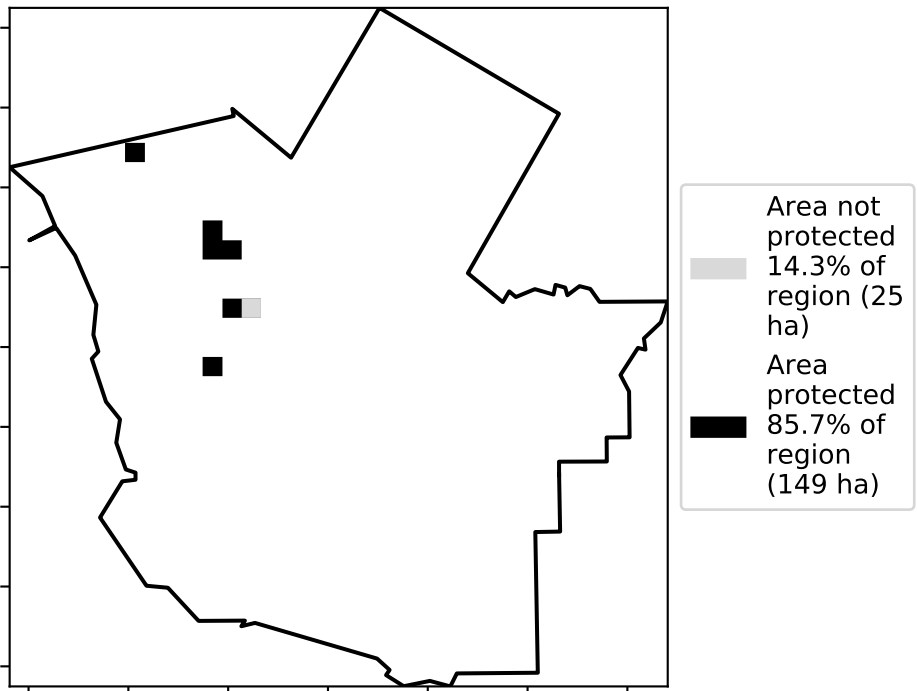 Area not
protected
14.3% of
region (25
ha)
Area
protected
85.7% of
region
(149 ha)